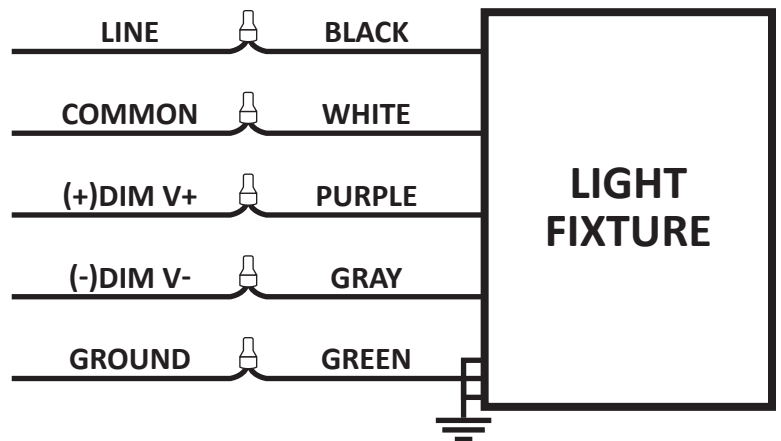 LINE BLACK
COMMON WHITE
(+)DIM V+ PURPLE
(-)DIM V- GRAY
GROUND GREEN
LIGHT
FIXTURE